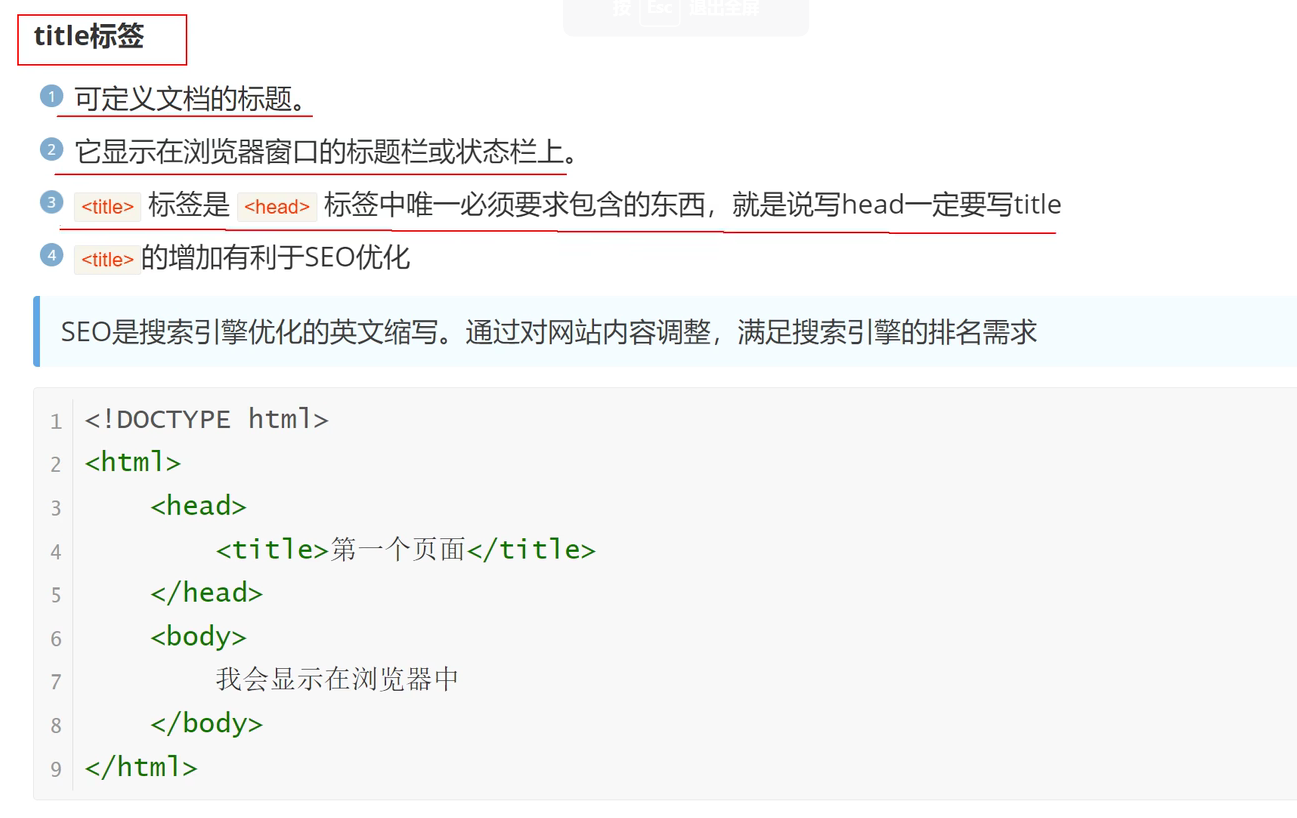 按 Esc 退出全屏
title标签
1 可定义文档的标题。
2 它显示在浏览器窗口的标题栏或状态栏上。
3 <title> 标签是 <head> 标签中唯一必须要求包含的东西，就是说写head一定要写title
4 <title>的增加有利于SEO优化
SEO是搜索引擎优化的英文缩写。通过对网站内容调整，满足搜索引擎的排名需求
1 <!DOCTYPE html>
2 <html>
3 <head>
4 <title>第一个页面</title>
5 </head>
6 <body>
7 我会显示在浏览器中
8 </body>
9 </html>